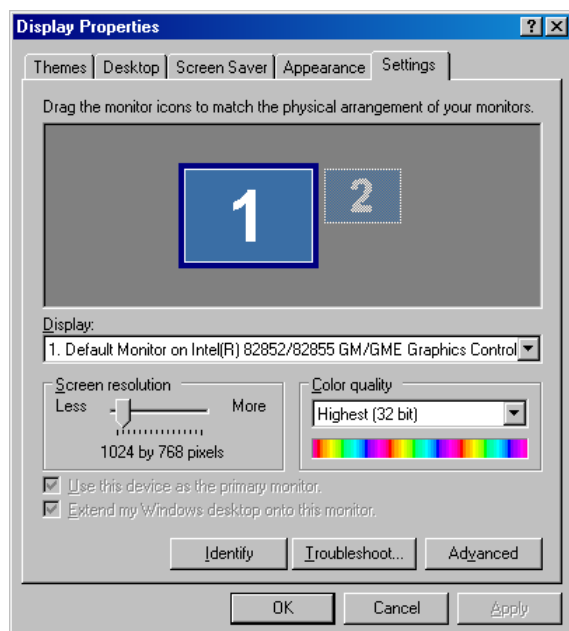 Display Properties
Themes Desktop Screen Saver Appearance Settings
Drag the monitor icons to match the physical arrangement of your monitors.
1 2
Display:
1. Default Monitor on Intel(R) 82852/82855 GM/GME Graphics Control
Screen resolution
Less More
1024 by 768 pixels
Color quality
Highest (32 bit)
Use this device as the primary monitor.
Extend my Windows desktop onto this monitor.
Identify Troubleshoot... Advanced
OK Cancel Apply